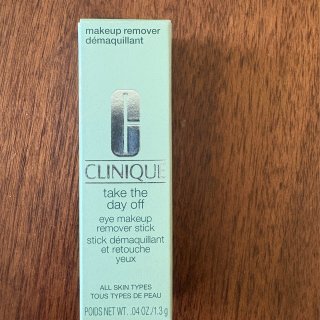 makeup remover
démaquillant
C
CLINIQUE
take the
day off
eye makeup
remover stick
stick démaquillant
et retouche
yeux
ALL SKIN TYPES
TOUS TYPES DE PEAU
POIDS NET WT. .04 OZ/1.3 g